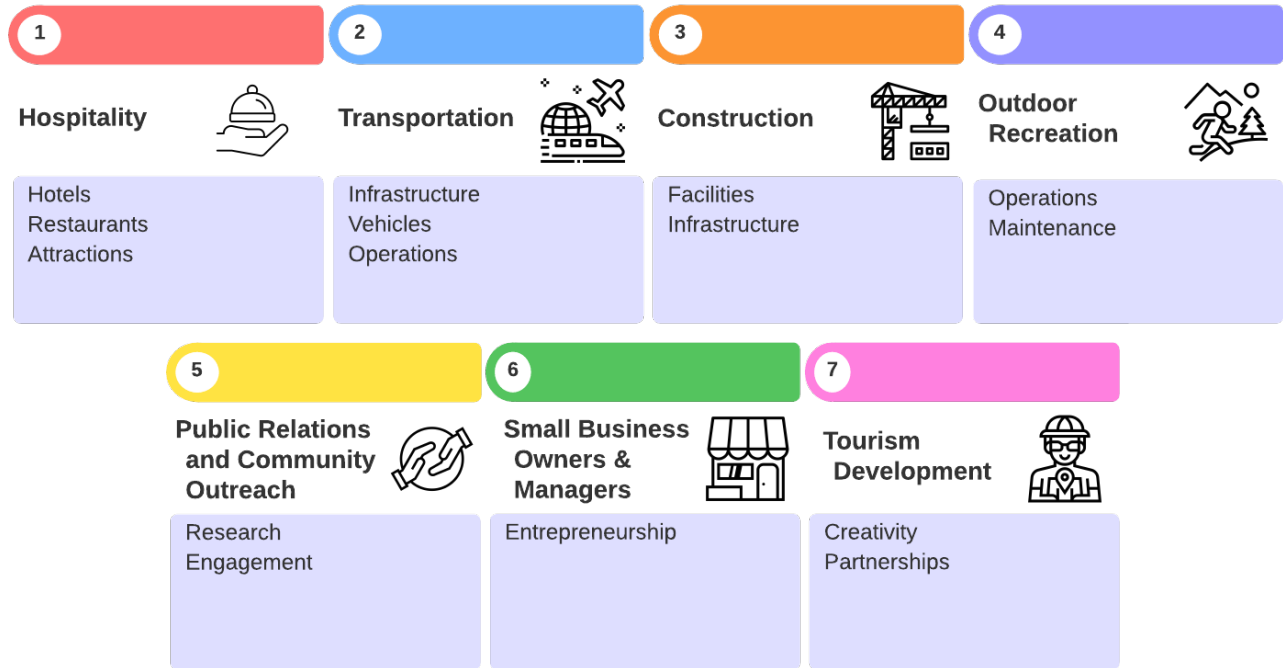 1
Hospitality
Hotels
Restaurants
Attractions
2
Transportation
Infrastructure
Vehicles
Operations
3
Construction
Facilities
Infrastructure
4
Outdoor
Recreation
Operations
Maintenance
5
Public Relations
and Community
Outreach
Research
Engagement
6
Small Business
Owners &
Managers
Entrepreneurship
7
Tourism
Development
Creativity
Partnerships